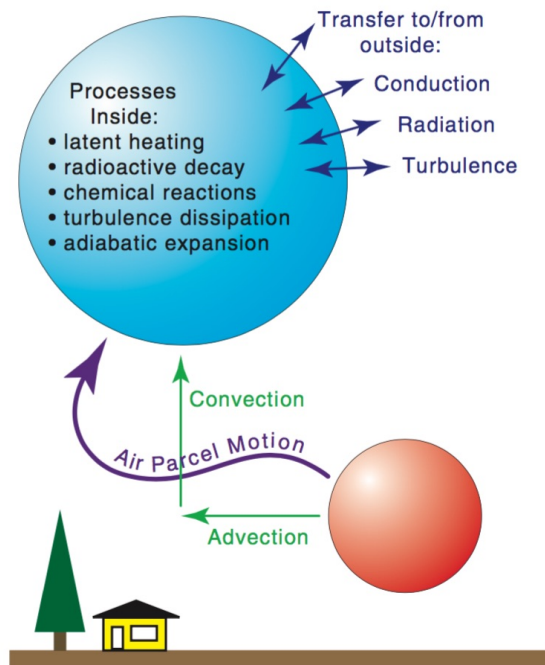 Transfer to/from
outside:
Conduction
Radiation
Turbulence
Processes
Inside:
• latent heating
• radioactive decay
• chemical reactions
• turbulence dissipation
• adiabatic expansion
Convection
Air Parcel Motion
Advection